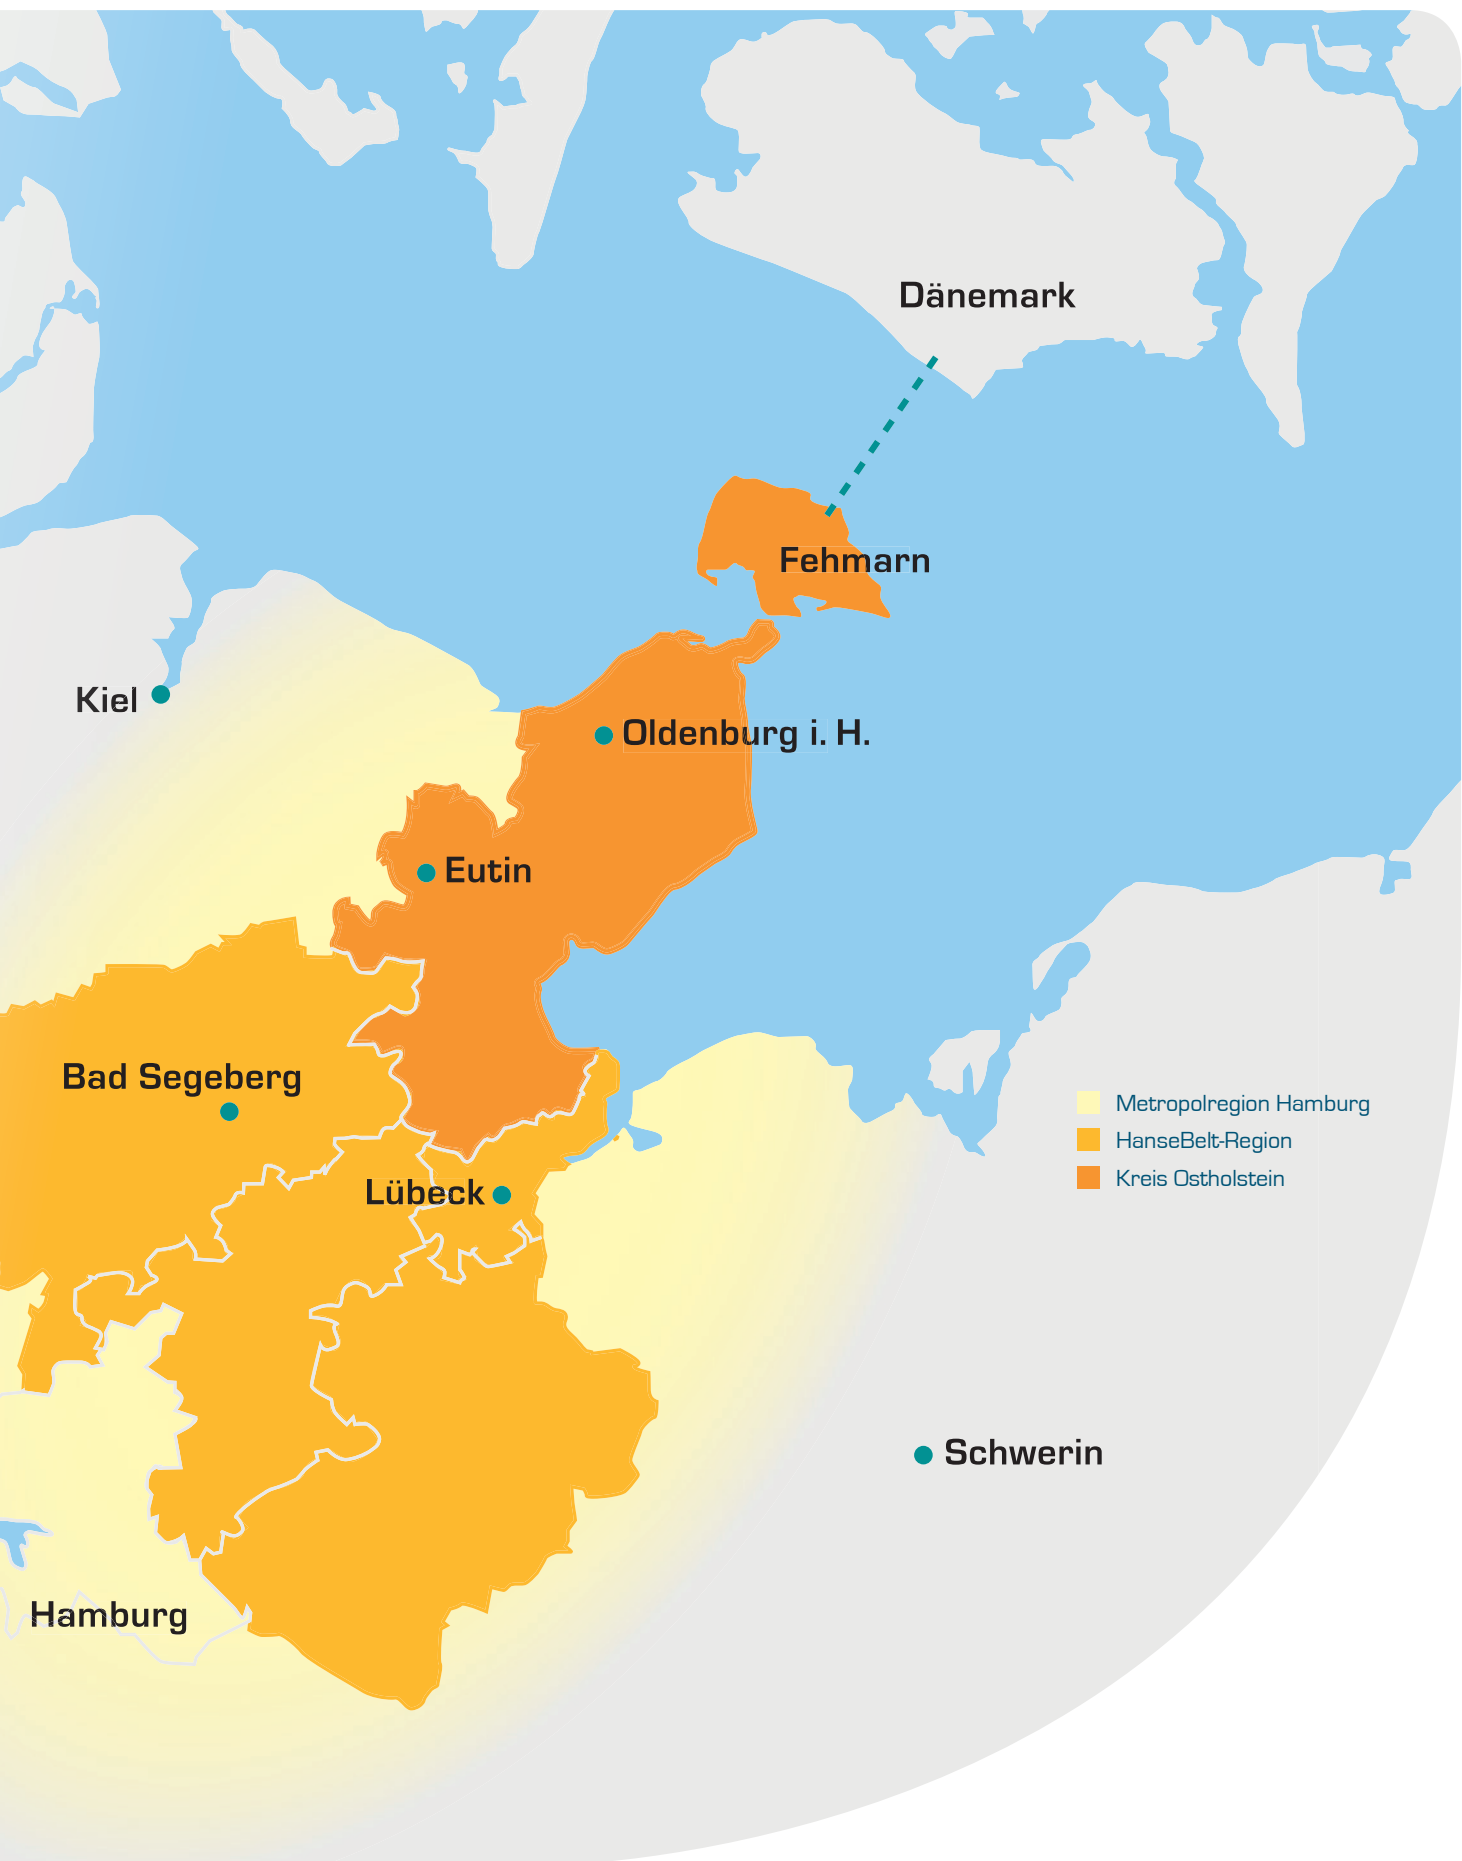 Dänemark
Fehmarn
Kiel
Oldenburg i. H.
Eutin
Bad Segeberg
Metropolregion Hamburg
HanseBelt-Region
Kreis Ostholstein
Lübeck
Schwerin
Hamburg